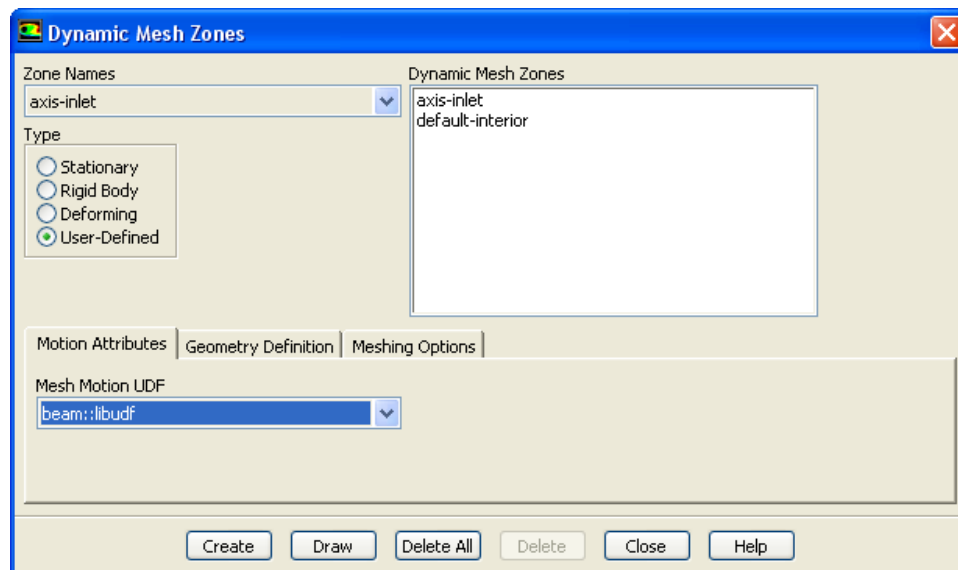 Dynamic Mesh Zones
Zone Names
axis-inlet
Type
Stationary
Rigid Body
Deforming
User-Defined
Dynamic Mesh Zones
axis-inlet
default-interior
Motion Attributes
Geometry Definition
Meshing Options
Mesh Motion UDF
beam::libudf
Create
Draw
Delete All
Delete
Close
Help